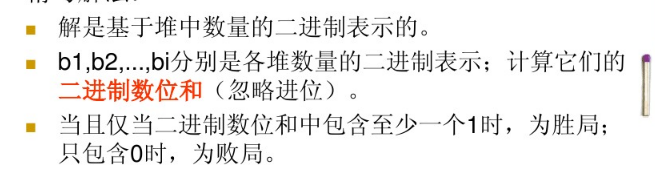 解是基于堆中数量的二进制表示的。
b1,b2,...,bi分别是各堆数量的二进制表示；计算它们的
二进制数位和（忽略进位）。
当且仅当二进制数位和中包含至少一个1时，为胜局；
只包含0时，为败局。